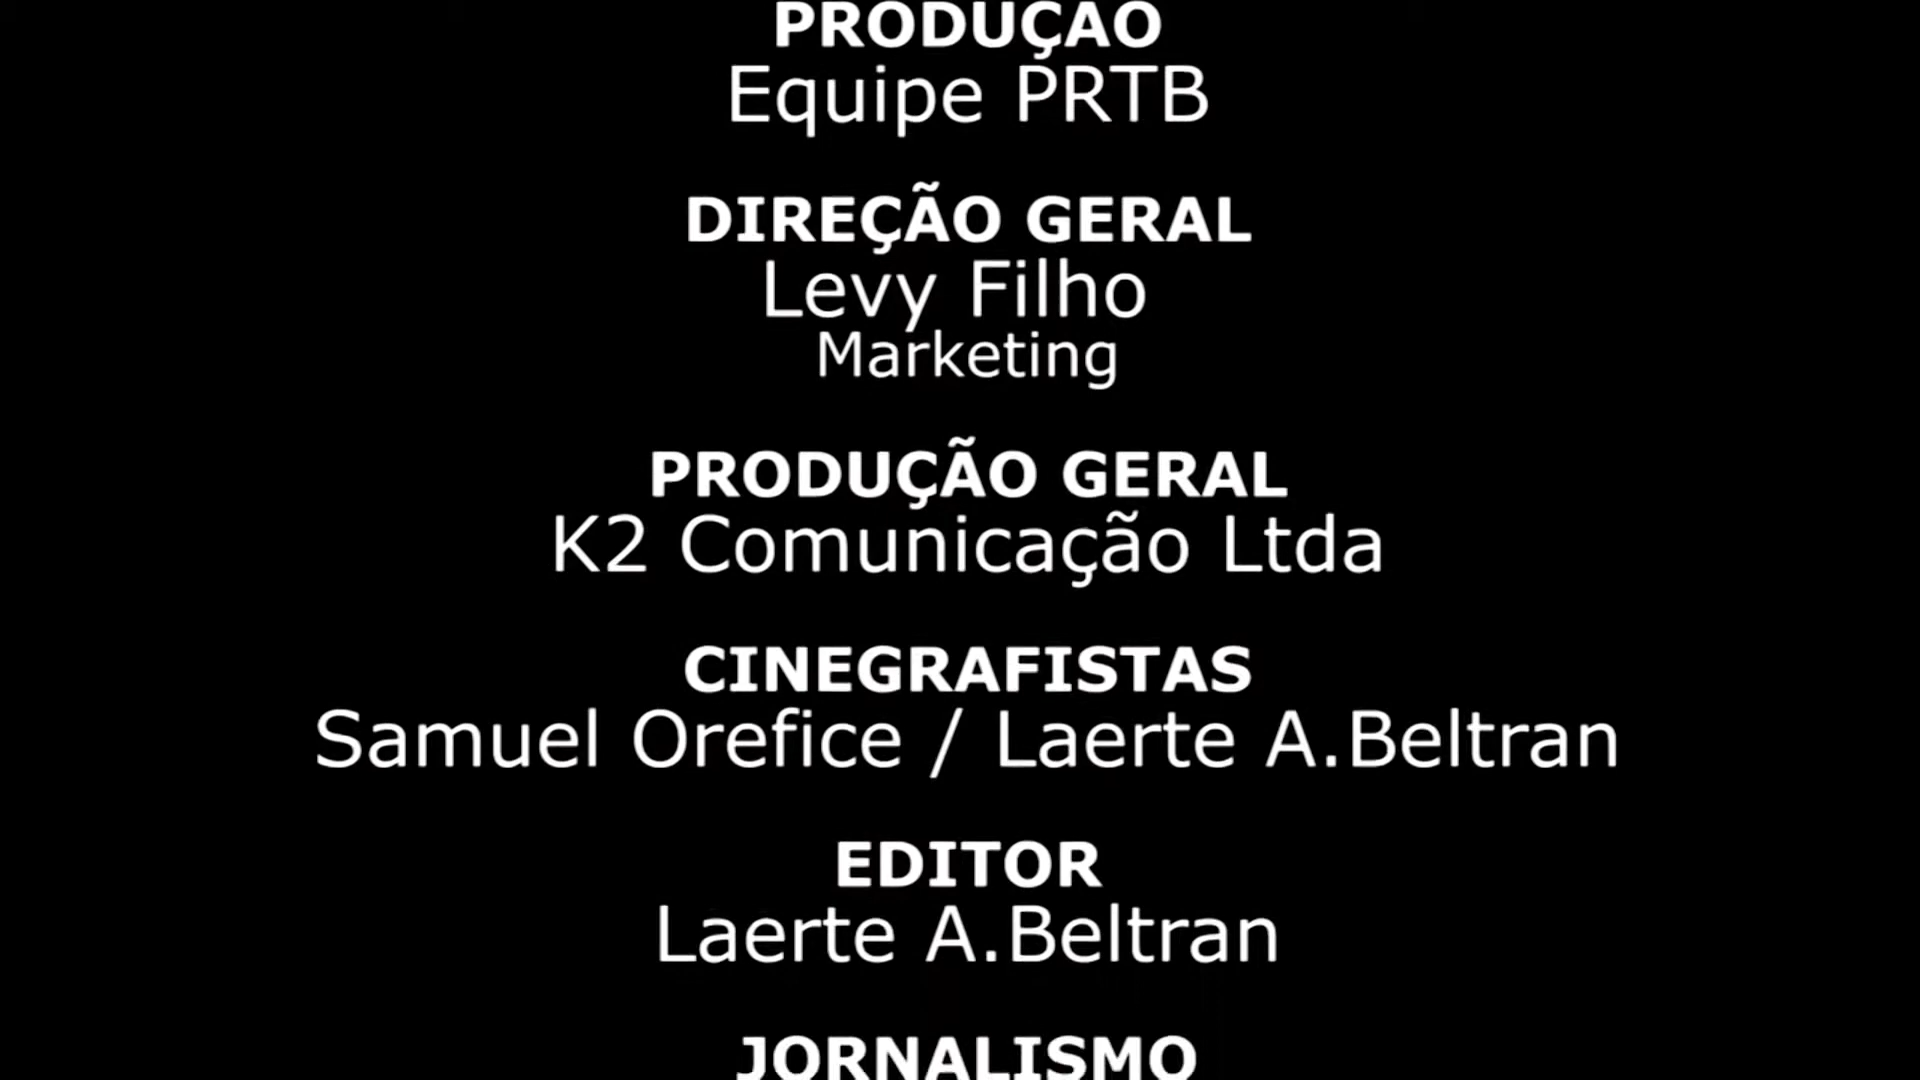 PRODUÇÃO
Equipe PRTB
DIREÇÃO GERAL
Levy Filho
Marketing
PRODUÇÃO GERAL
K2 Comunicação Ltda
CINEGRAFISTAS
Samuel Orefice / Laerte A.Beltran
EDITOR
Laerte A.Beltran
JORNALISMO